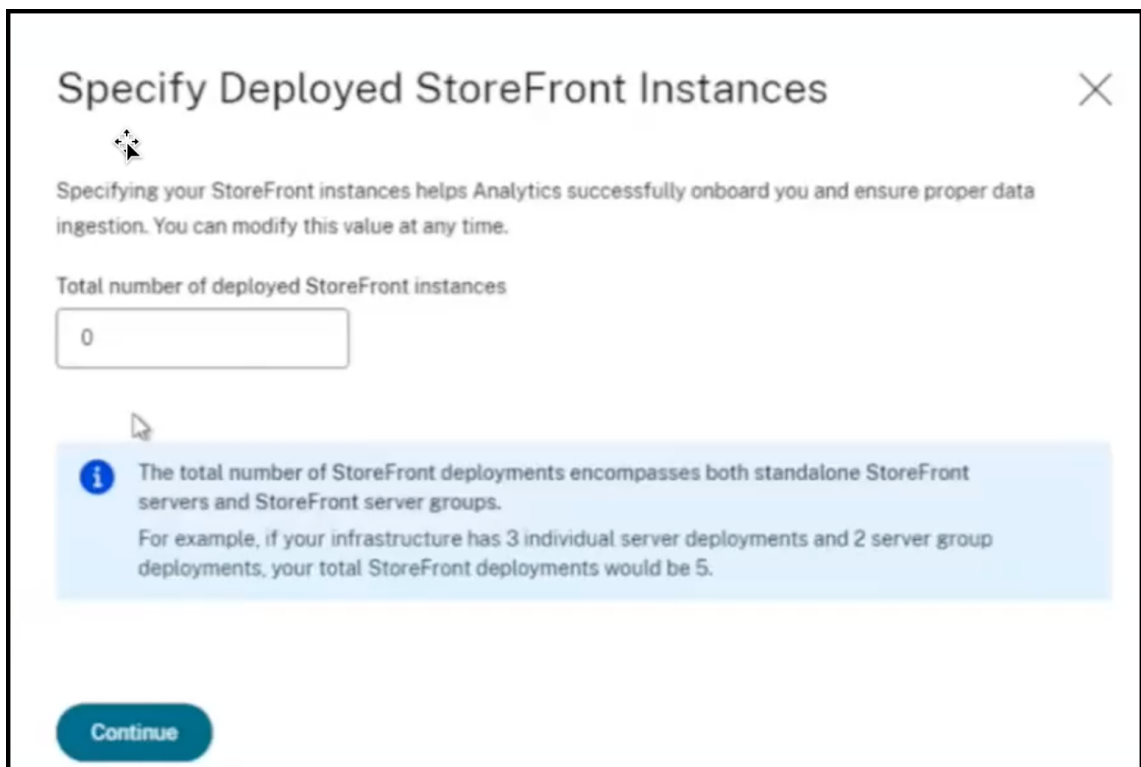 Specify Deployed StoreFront Instances
Specifying your StoreFront instances helps Analytics successfully onboard you and ensure proper data
ingestion. You can modify this value at any time.
Total number of deployed StoreFront instances
0
The total number of StoreFront deployments encompasses both standalone StoreFront
servers and StoreFront server groups.
For example, if your infrastructure has 3 individual server deployments and 2 server group
deployments, your total StoreFront deployments would be 5.
Continue